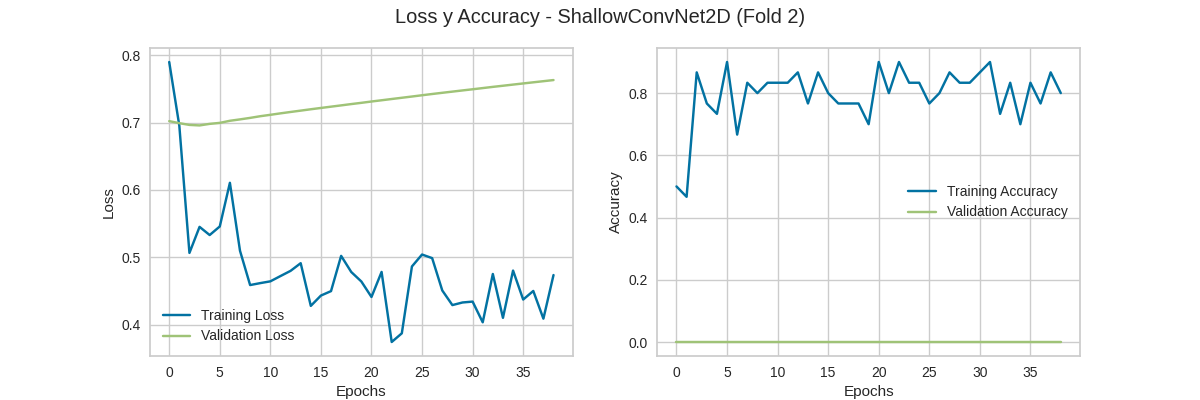 Loss y Accuracy - ShallowConvNet2D (Fold 2)
0.8
0.7
0.6
0.5
0.4
Loss
Training Loss
Validation Loss
0 5 10 15 20 25 30 35
Epochs
0.8
0.6
0.4
0.2
0.0
Accuracy
Training Accuracy
Validation Accuracy
0 5 10 15 20 25 30 35
Epochs